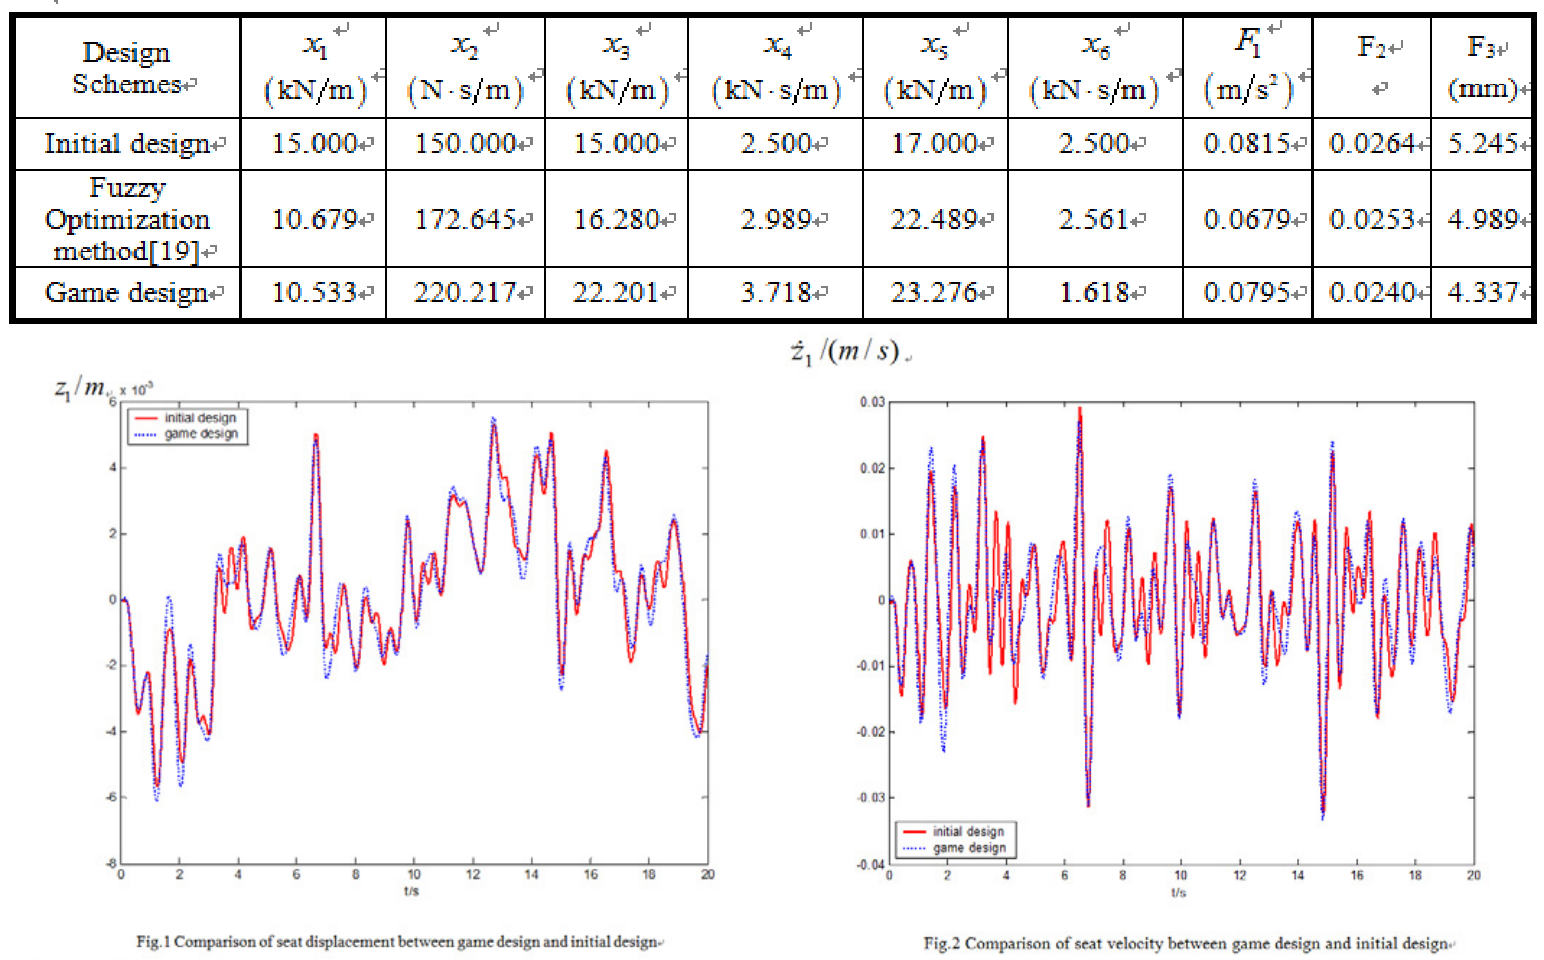 Design Schemes x₁ (kN/m) x₂ (N·s/m) x₃ (kN/m) x₄ (kN·s/m) x₅ (kN/m) x₆ (kN·s/m) F₁ (m/s²) F₂ F₃ (mm)
Initial design 15.000 150.000 15.000 2.500 17.000 2.500 0.0815 0.0264 5.245
Fuzzy Optimization method[19] 10.679 172.645 16.280 2.989 22.489 2.561 0.0679 0.0253 4.989
Game design 10.533 220.217 22.201 3.718 23.276 1.618 0.0795 0.0240 4.337
z₁/m x 10⁻³
initial design
game design
6
4
2
0
-2
-4
-6
-8
0 2 4 6 8 10 12 14 16 18 20
t/s
Fig.1 Comparison of seat displacement between game design and initial design
ż₁/(m/s)
0.03
0.02
0.01
0
-0.01
-0.02
-0.03
-0.04
initial design
game design
0 2 4 6 8 10 12 14 16 18 20
t/s
Fig.2 Comparison of seat velocity between game design and initial design